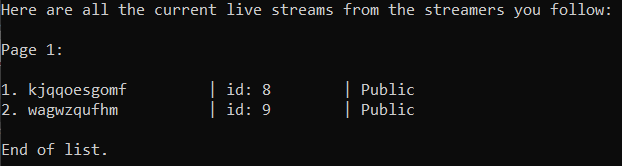 Here are all the current live streams from the streamers you follow:
Page 1:
1. kjqqoesgomf | id: 8 | Public
2. wagwzqufhm | id: 9 | Public
End of list.